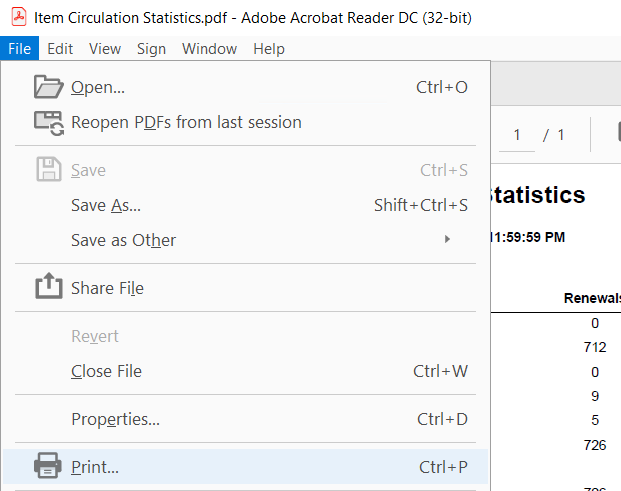 Item Circulation Statistics.pdf - Adobe Acrobat Reader DC (32-bit)
File Edit View Sign Window Help
Open... Ctrl+O
Reopen PDFs from last session
1 / 1
Save Ctrl+S
Statistics
Save As... Shift+Ctrl+S
Save as Other
11:59:59 PM
Share File
Renewals
0
Revert
712
Close File Ctrl+W
0
9
Properties... Ctrl+D
5
726
Print... Ctrl+P